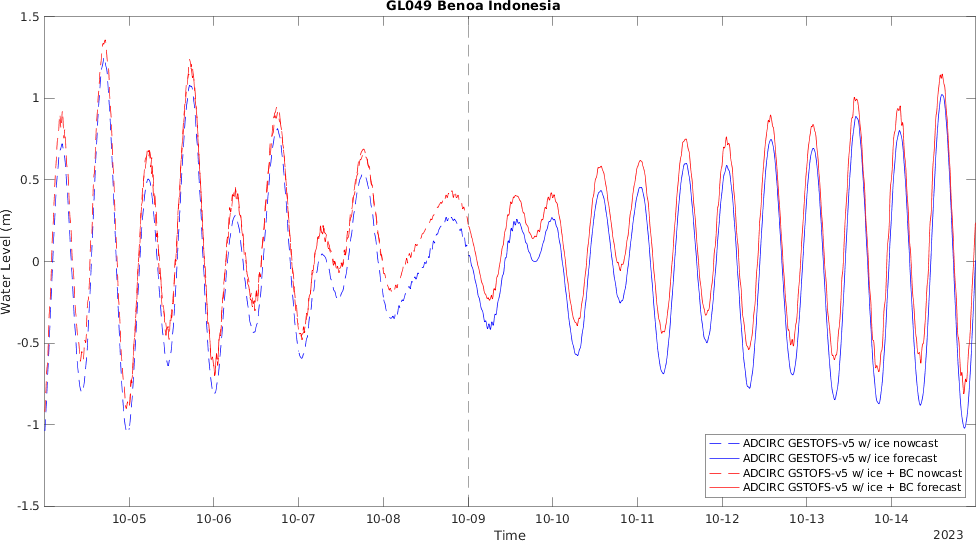 GL049 Benoa Indonesia
1.5
1
0.5
0
-0.5
-1
-1.5
Water Level (m)
10-05 10-06 10-07 10-08 10-09 10-10 10-11 10-12 10-13 10-14
Time
2023
ADCIRC GESTOFS-v5 w/ ice nowcast
ADCIRC GESTOFS-v5 w/ ice forecast
ADCIRC GSTOFS-v5 w/ ice + BC nowcast
ADCIRC GSTOFS-v5 w/ ice + BC forecast